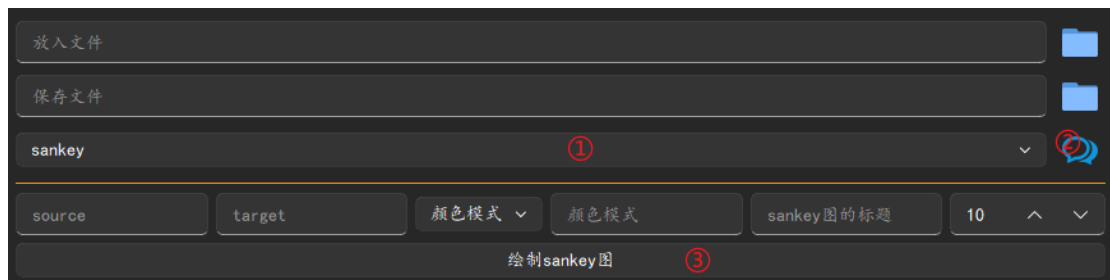 放入文件
保存文件
sankey ① ②
source target 颜色模式 颜色模式 sankey图的标题 10
绘制sankey图 ③